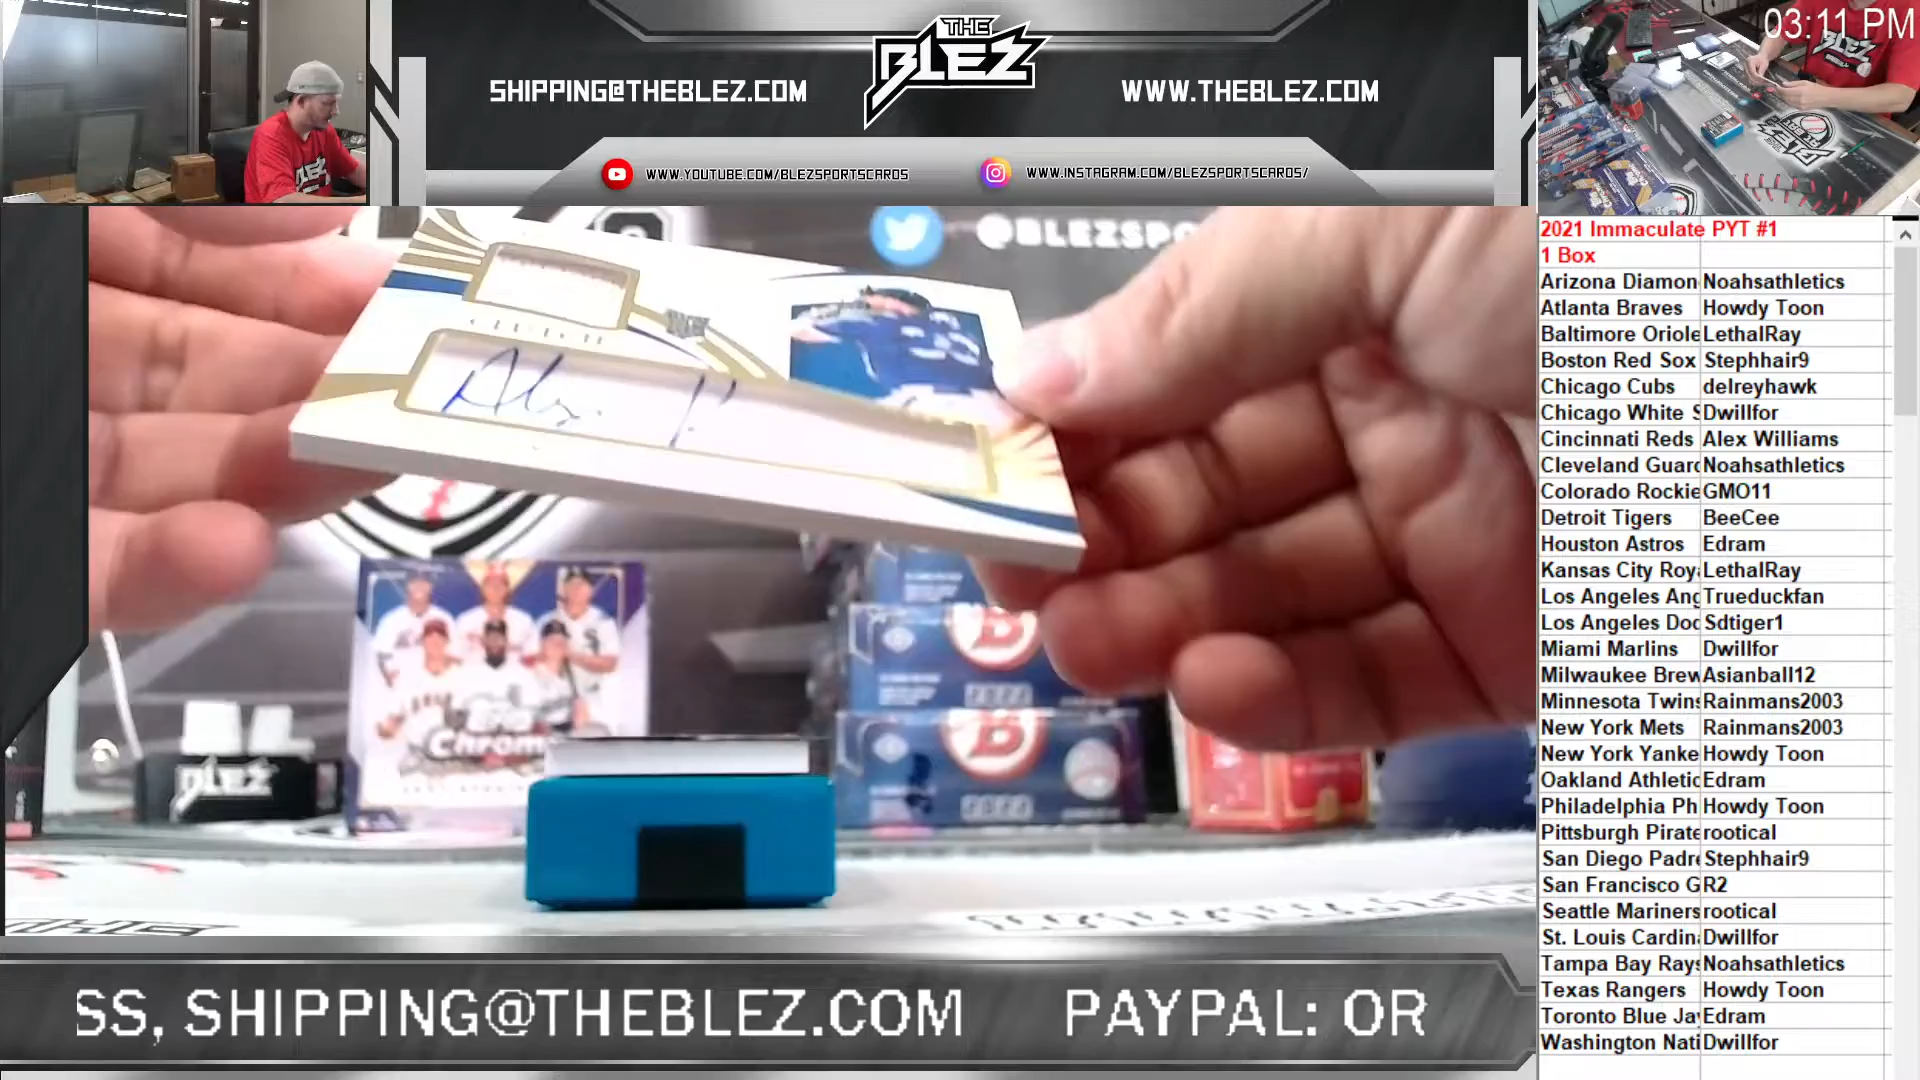 03:11 PM
THE
BLEZ
SHIPPING@THEBLEZ.COM
WWW.THEBLEZ.COM
WWW.YOUTUBE.COM/BLEZSPORTSCARDS
WWW.INSTAGRAM.COM/BLEZSPORTSCARDS/
@BLEZSPO
Chrom
BLEZ
SS, SHIPPING@THEBLEZ.COM PAYPAL: OR
2021 Immaculate PYT #1
1 Box
Arizona Diamon Noahsathletics
Atlanta Braves Howdy Toon
Baltimore Oriole LethalRay
Boston Red Sox Stephhair9
Chicago Cubs delreyhawk
Chicago White S Dwillfor
Cincinnati Reds Alex Williams
Cleveland Guard Noahsathletics
Colorado Rockie GMO11
Detroit Tigers BeeCee
Houston Astros Edram
Kansas City Roy LethalRay
Los Angeles Ang Trueduckfan
Los Angeles Doc Sdtiger1
Miami Marlins Dwillfor
Milwaukee Brew Asianball12
Minnesota Twins Rainmans2003
New York Mets Rainmans2003
New York Yanke Howdy Toon
Oakland Athletic Edram
Philadelphia Ph Howdy Toon
Pittsburgh Pirate rootical
San Diego Padre Stephhair9
San Francisco G R2
Seattle Mariners rootical
St. Louis Cardin Dwillfor
Tampa Bay Rays Noahsathletics
Texas Rangers Howdy Toon
Toronto Blue Jay Edram
Washington Nati Dwillfor